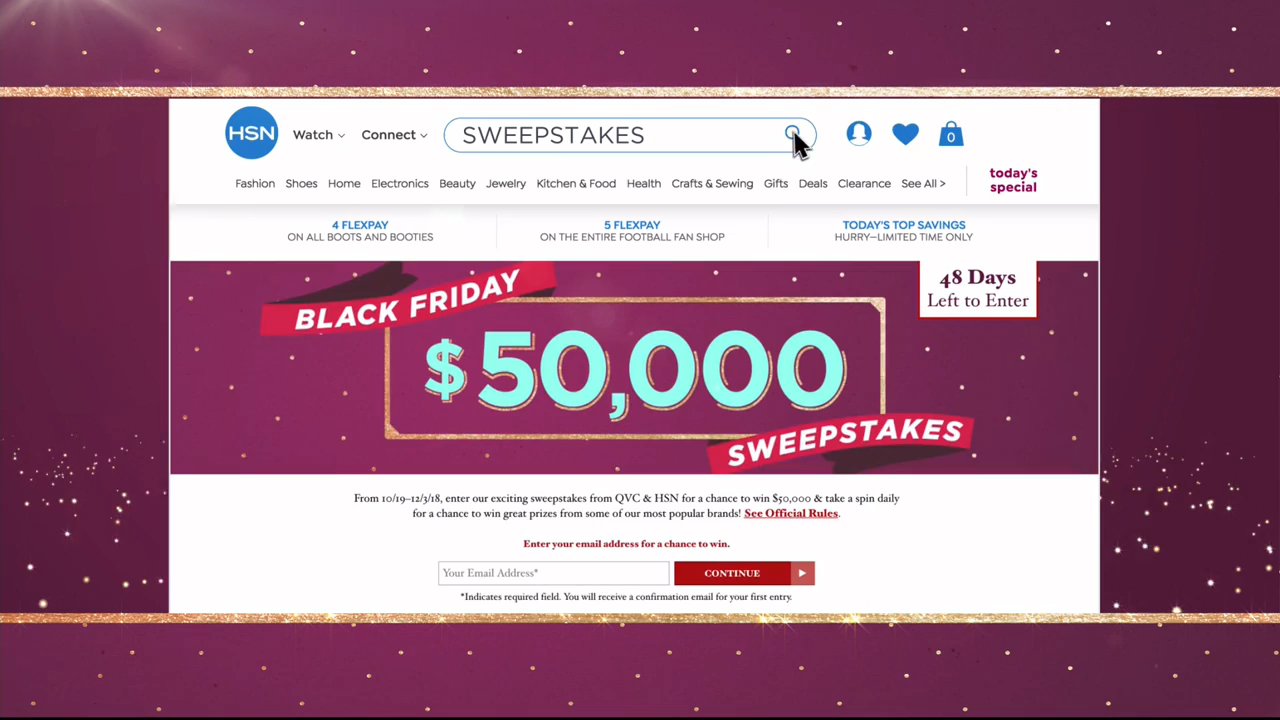 HSN
Watch
Connect
SWEEPSTAKES
0
Fashion Shoes Home Electronics Beauty Jewelry Kitchen & Food Health Crafts & Sewing Gifts Deals Clearance See All >
today's
special
4 FLEXPAY
ON ALL BOOTS AND BOOTIES
5 FLEXPAY
ON THE ENTIRE FOOTBALL FAN SHOP
TODAY'S TOP SAVINGS
HURRY—LIMITED TIME ONLY
48 Days
Left to Enter
BLACK FRIDAY
$50,000
SWEEPSTAKES
From 10/19–12/3/18, enter our exciting sweepstakes from QVC & HSN for a chance to win $50,000 & take a spin daily
for a chance to win great prizes from some of our most popular brands! See Official Rules.
Enter your email address for a chance to win.
Your Email Address*
CONTINUE
*Indicates required field. You will receive a confirmation email for your first entry.